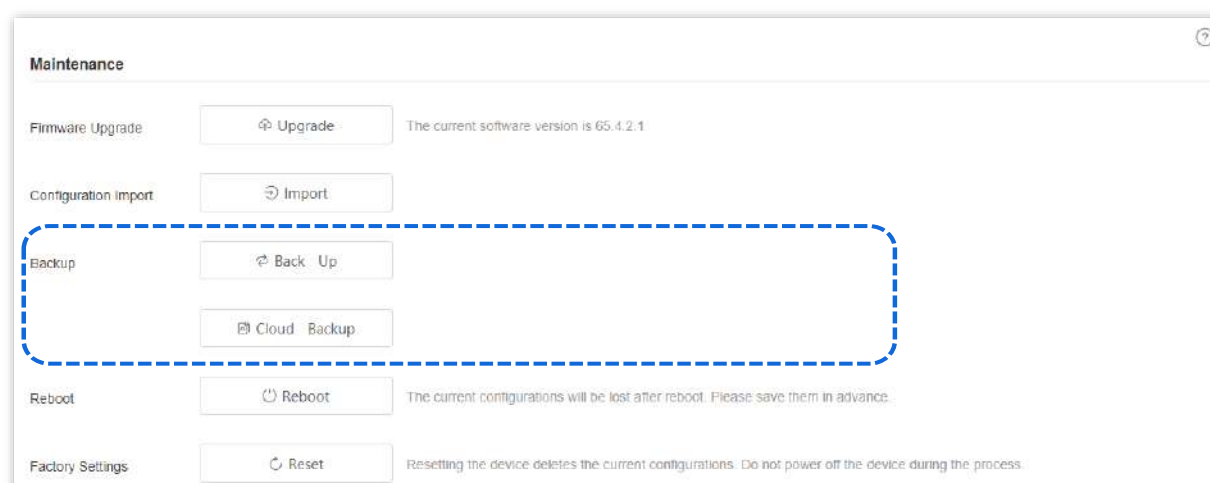 Maintenance
Firmware Upgrade Upgrade The current software version is 65.4.2.1
Configuration Import Import
Backup Back Up
Cloud Backup
Reboot Reboot The current configurations will be lost after reboot. Please save them in advance.
Factory Settings Reset Resetting the device deletes the current configurations. Do not power off the device during the process.